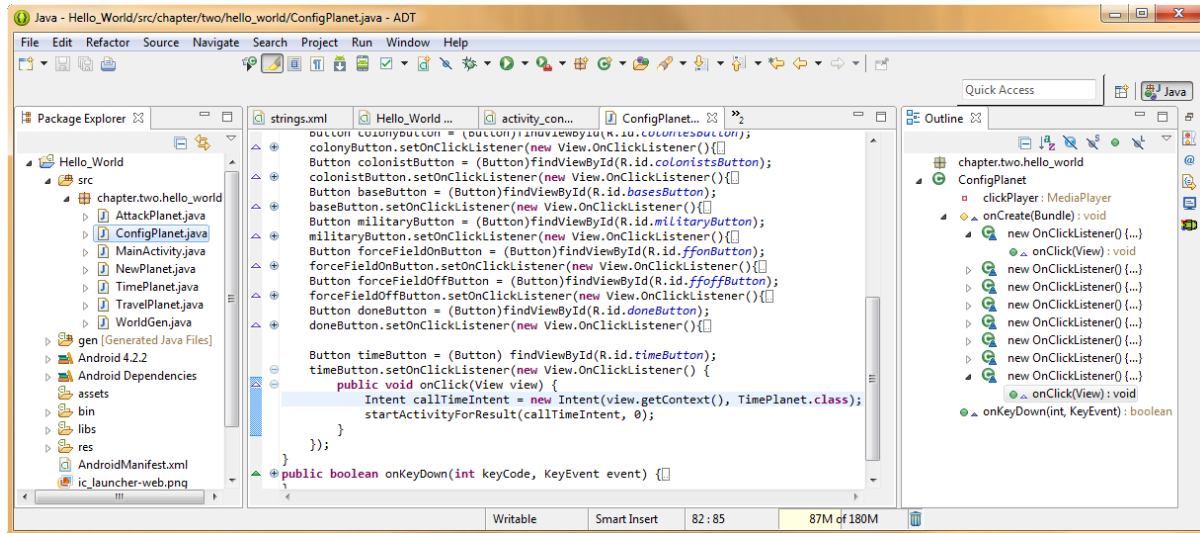 Java - Hello_World/src/chapter/two/hello_world/ConfigPlanet.java - ADT
File Edit Refactor Source Navigate Search Project Run Window Help
Quick Access
Java
Package Explorer
Hello_World
src
chapter.two.hello_world
AttackPlanet.java
ConfigPlanet.java
MainActivity.java
NewPlanet.java
TimePlanet.java
TravelPlanet.java
WorldGen.java
gen [Generated Java Files]
Android 4.2.2
Android Dependencies
assets
bin
libs
res
AndroidManifest.xml
ic_launcher-web.png
strings.xml
Hello_World ...
activity_con...
ConfigPlanet...
»2
Button colonyButton = (Button)findViewById(R.id.coloniesButton);
colonyButton.setOnClickListener(new View.OnClickListener(){
Button colonistButton = (Button)findViewById(R.id.colonistsButton);
colonistButton.setOnClickListener(new View.OnClickListener(){
Button baseButton = (Button)findViewById(R.id.basesButton);
baseButton.setOnClickListener(new View.OnClickListener(){
Button militaryButton = (Button)findViewById(R.id.militaryButton);
militaryButton.setOnClickListener(new View.OnClickListener(){
Button forceFieldOnButton = (Button)findViewById(R.id.ffonButton);
forceFieldOnButton.setOnClickListener(new View.OnClickListener(){
Button forceFieldOffButton = (Button)findViewById(R.id.ffoffButton);
forceFieldOffButton.setOnClickListener(new View.OnClickListener(){
Button doneButton = (Button)findViewById(R.id.doneButton);
doneButton.setOnClickListener(new View.OnClickListener(){
Button timeButton = (Button) findViewById(R.id.timeButton);
timeButton.setOnClickListener(new View.OnClickListener() {
public void onClick(View view) {
Intent callTimeIntent = new Intent(view.getContext(), TimePlanet.class);
startActivityForResult(callTimeIntent, 0);
}
});
}
public boolean onKeyDown(int keyCode, KeyEvent event) {
}
Outline
chapter.two.hello_world
ConfigPlanet
clickPlayer : MediaPlayer
onCreate(Bundle) : void
new OnClickListener() {...}
onClick(View) : void
new OnClickListener() {...}
new OnClickListener() {...}
new OnClickListener() {...}
new OnClickListener() {...}
new OnClickListener() {...}
new OnClickListener() {...}
onClick(View) : void
onKeyDown(int, KeyEvent) : boolean
Writable
Smart Insert
82 : 85
87M of 180M